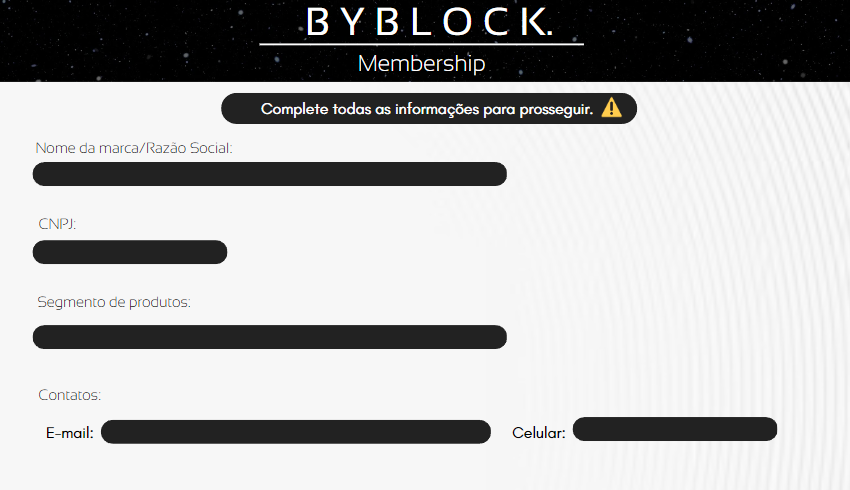 BYBLOCK.
Membership
Complete todas as informações para prosseguir. ⚠️
Nome da marca/Razão Social:
CNPJ:
Segmento de produtos:
Contatos:
E-mail: Celular: